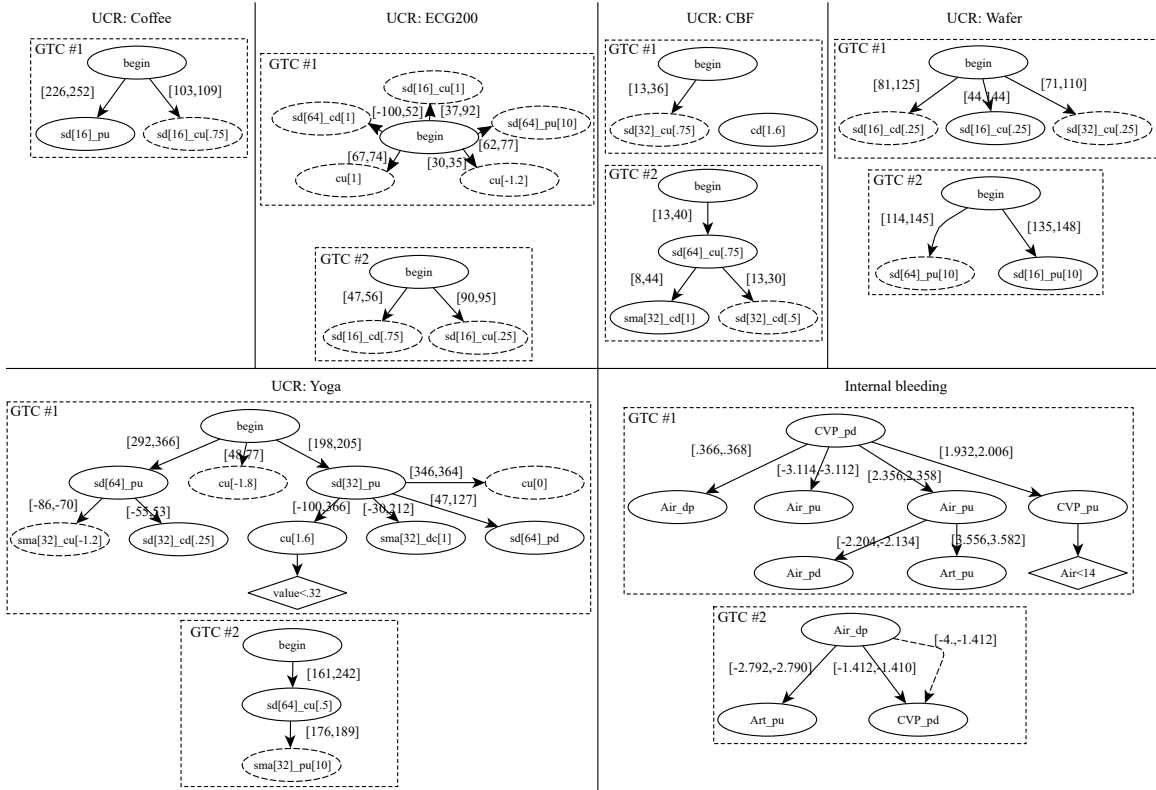 UCR: Coffee
GTC #1
begin
[226,252]
[103,109]
sd[16]_pu
sd[16]_cu[.75]
UCR: ECG200
GTC #1
sd[16]_cu[1]
sd[64]_cd[1]
[-100,52]
[37,92]
sd[64]_pu[10]
begin
[62,77]
[67,74]
[30,35]
cu[1]
cu[-1.2]
GTC #2
begin
[47,56]
[90,95]
sd[16]_cd[.75]
sd[16]_cu[.25]
UCR: CBF
GTC #1
begin
[13,36]
sd[32]_cu[.75]
cd[1.6]
GTC #2
begin
[13,40]
sd[64]_cu[.75]
[8,44]
[13,30]
sma[32]_cd[1]
sd[32]_cd[.5]
UCR: Wafer
GTC #1
begin
[81,125]
[44,144]
[71,110]
sd[16]_cd[.25]
sd[16]_cu[.25]
sd[32]_cu[.25]
GTC #2
begin
[114,145]
[135,148]
sd[64]_pu[10]
sd[16]_pu[10]
UCR: Yoga
GTC #1
begin
[292,366]
[48,77]
[198,205]
sd[64]_pu
cu[-1.8]
sd[32]_pu
[346,364]
cu[0]
[-86,-70]
[-55,53]
[-100,366]
[-30,212]
[47,127]
sma[32]_cu[-1.2]
sd[32]_cd[.25]
cu[1.6]
sma[32]_dc[1]
sd[64]_pd
value<.32
GTC #2
begin
[161,242]
sd[64]_cu[.5]
[176,189]
sma[32]_pu[10]
Internal bleeding
GTC #1
CVP_pd
[.366,.368]
[-3.114,-3.112]
[2.356,2.358]
[1.932,2.006]
Air_dp
Air_pu
Air_pu
CVP_pu
[-2.204,-2.134]
[3.556,3.582]
Air_pd
Art_pu
Air<14
GTC #2
Air_dp
[-4.,-1.412]
[-2.792,-2.790]
[-1.412,-1.410]
Art_pu
CVP_pd